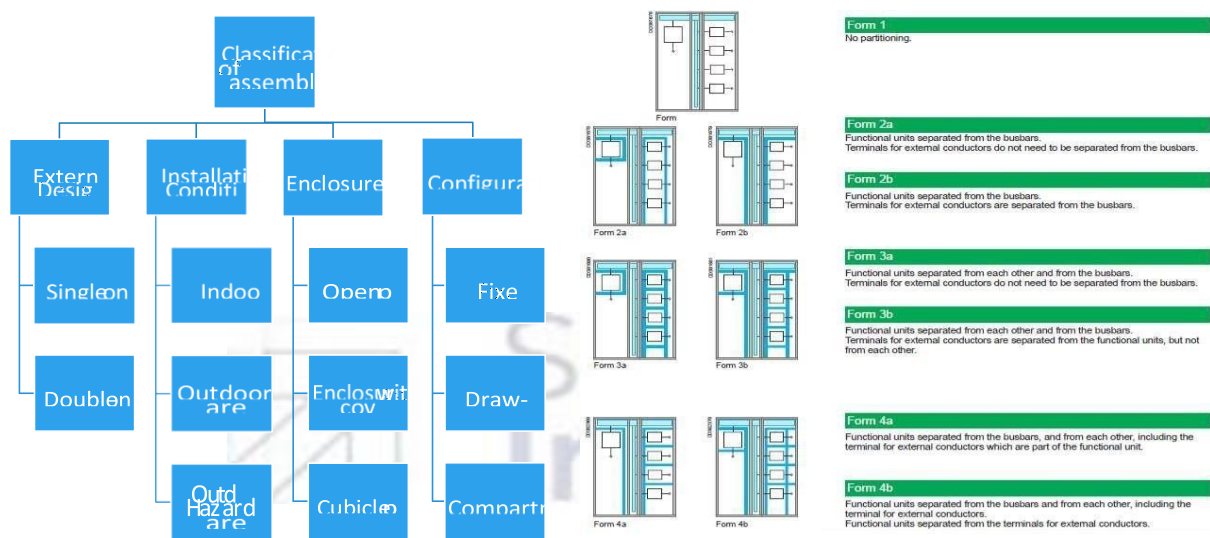 Classificat
of
assembl
Extern
Desig
Installati
Conditi
Enclosure
Configura
Single on
Indoo
Open o
Fixe
Double n
Outdoor
are
Enclosu wit
cov
Draw-
Outd
Hazard
are
Cubicle
Compartr
Form
Form 2a
Form 2b
Form 3a
Form 3b
Form 4a
Form 4b
Form 1
No partitioning.
Form 2a
Functional units separated from the busbars.
Terminals for external conductors do not need to be separated from the busbars.
Form 2b
Functional units separated from the busbars.
Terminals for external conductors are separated from the busbars.
Form 3a
Functional units separated from each other and from the busbars.
Terminals for external conductors do not need to be separated from the busbars.
Form 3b
Functional units separated from each other and from the busbars.
Terminals for external conductors are separated from the functional units, but not
from each other.
Form 4a
Functional units separated from the busbars, and from each other, including the
terminal for external conductors which are part of the functional unit.
Form 4b
Functional units separated from the busbars and from each other, including the
terminal for external conductors.
Functional units separated from the terminals for external conductors.